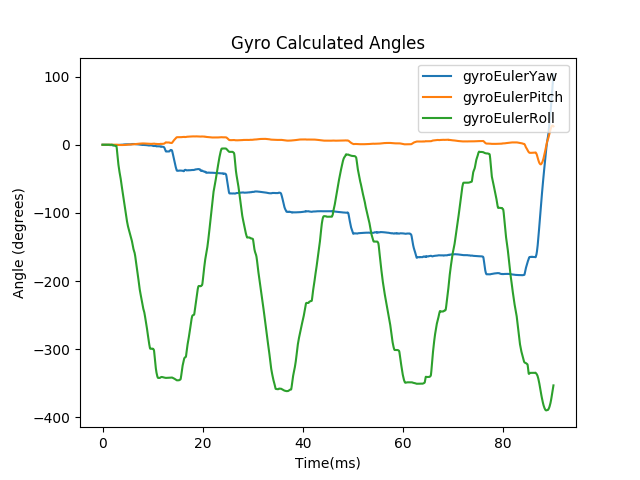 Gyro Calculated Angles
gyroEulerYaw
gyroEulerPitch
gyroEulerRoll
Angle (degrees)
100
0
−100
−200
−300
−400
0 20 40 60 80
Time(ms)